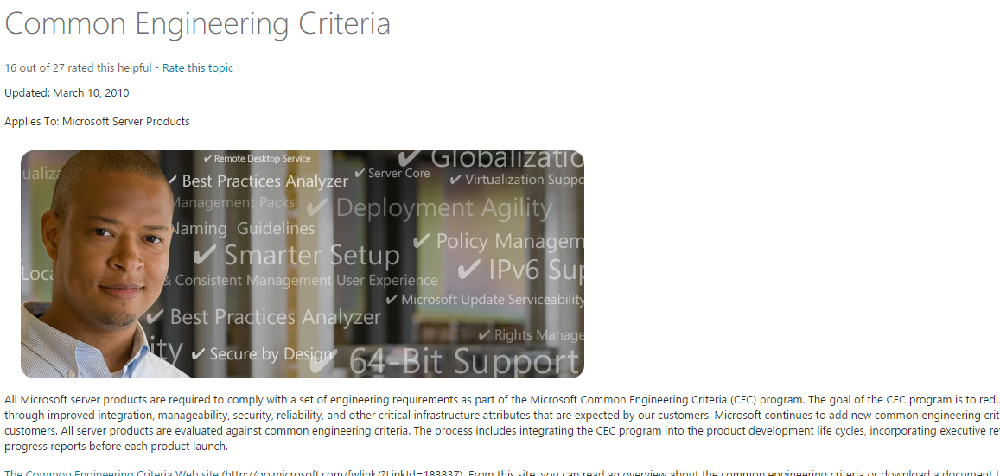 Common Engineering Criteria
16 out of 27 rated this helpful - Rate this topic
Updated: March 10, 2010
Applies To: Microsoft Server Products
✔ Remote Desktop Service
✔ Globalizatio
ualiza
✔ Best Practices Analyzer
✔ Server Core
✔ Virtualization Suppo
Management Packs
✔ Deployment Agility
Naming Guidelines
✔ Policy Managem
✔ Smarter Setup
✔ IPv6 Sup
Loca
& Consistent Management User Experience
✔ Microsoft Update Serviceability
✔ Best Practices Analyzer
✔ Rights Manage
ity
✔ Secure by Design
✔ 64-Bit Support
All Microsoft server products are required to comply with a set of engineering requirements as part of the Microsoft Common Engineering Criteria (CEC) program. The goal of the CEC program is to redu
through improved integration, manageability, security, reliability, and other critical infrastructure attributes that are expected by our customers. Microsoft continues to add new common engineering crit
customers. All server products are evaluated against common engineering criteria. The process includes integrating the CEC program into the product development life cycles, incorporating executive re
progress reports before each product launch.
The Common Engineering Criteria Web site (http://go.microsoft.com/fwlink/?LinkId=183837). From this site, you can read an overview about the common engineering criteria or download a document t